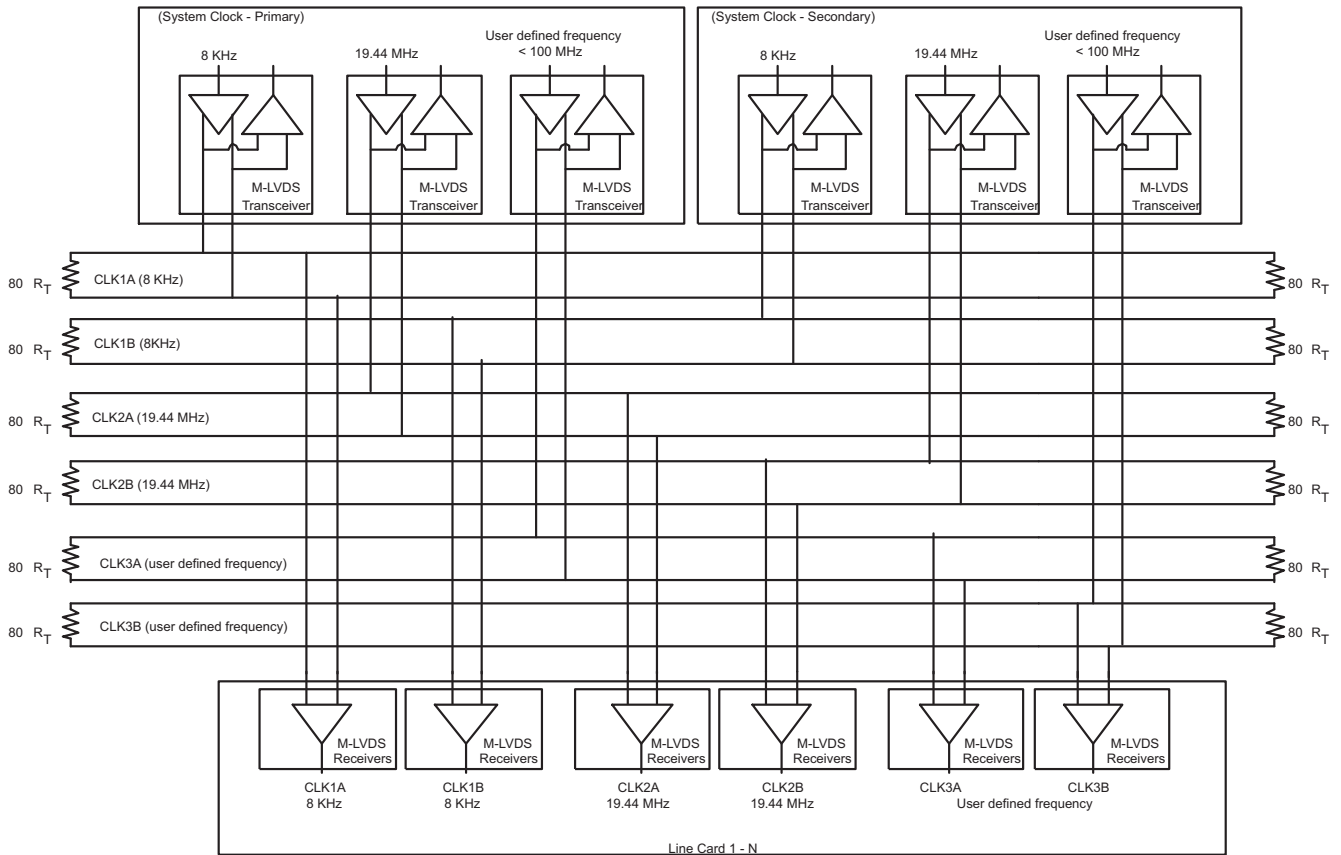 (System Clock - Primary)
(System Clock - Secondary)
8 KHz
19.44 MHz
User defined frequency
< 100 MHz
8 KHz
19.44 MHz
User defined frequency
< 100 MHz
M-LVDS
Transceiver
M-LVDS
Transceiver
M-LVDS
Transceiver
M-LVDS
Transceiver
M-LVDS
Transceiver
M-LVDS
Transceiver
80 RT
CLK1A (8 KHz)
80 RT
80 RT
CLK1B (8KHz)
80 RT
80 RT
CLK2A (19.44 MHz)
80 RT
80 RT
CLK2B (19.44 MHz)
80 RT
80 RT
CLK3A (user defined frequency)
80 RT
80 RT
CLK3B (user defined frequency)
80 RT
M-LVDS
Receivers
M-LVDS
Receivers
M-LVDS
Receivers
M-LVDS
Receivers
M-LVDS
Receivers
M-LVDS
Receivers
CLK1A
8 KHz
CLK1B
8 KHz
CLK2A
19.44 MHz
CLK2B
19.44 MHz
CLK3A
CLK3B
User defined frequency
Line Card 1 - N